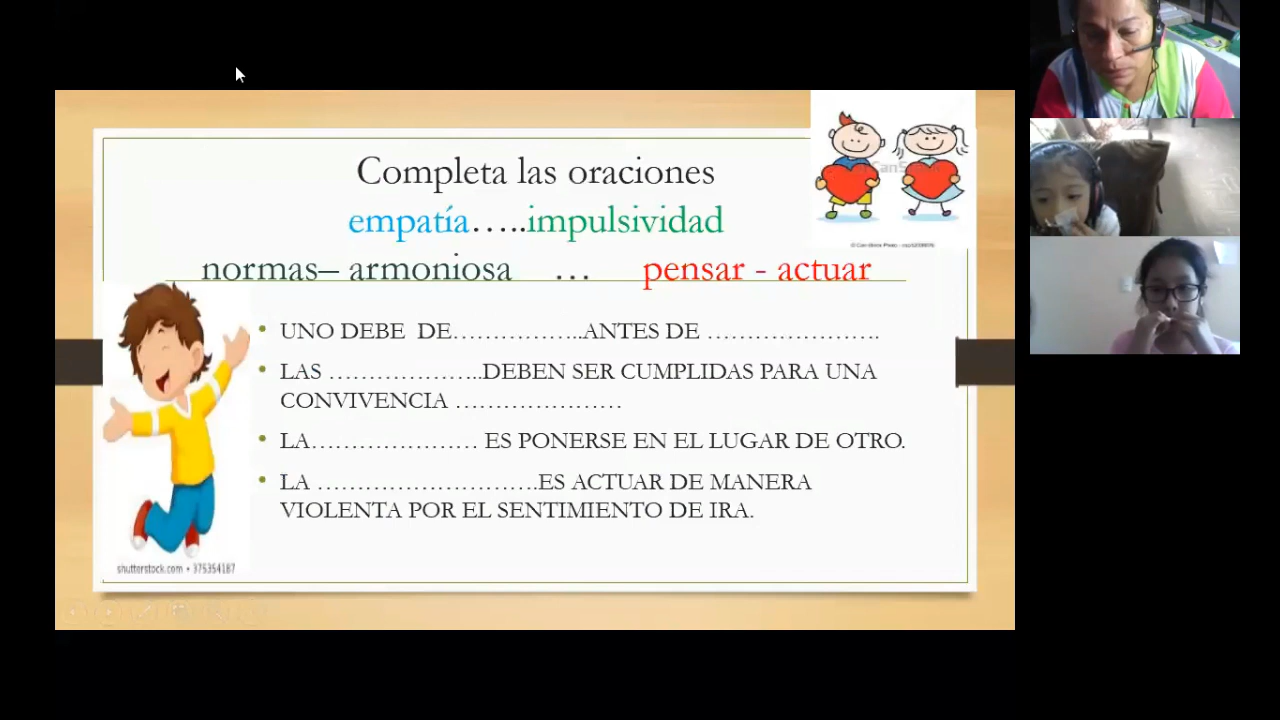 Completa las oraciones
empatía…..impulsividad
normas– armoniosa … pensar - actuar
• UNO DEBE DE……………..ANTES DE ………………….
• LAS ………………..DEBEN SER CUMPLIDAS PARA UNA
CONVIVENCIA …………………
• LA………………… ES PONERSE EN EL LUGAR DE OTRO.
• LA ……………………….ES ACTUAR DE MANERA
VIOLENTA POR EL SENTIMIENTO DE IRA.
shutterstock.com • 375354187